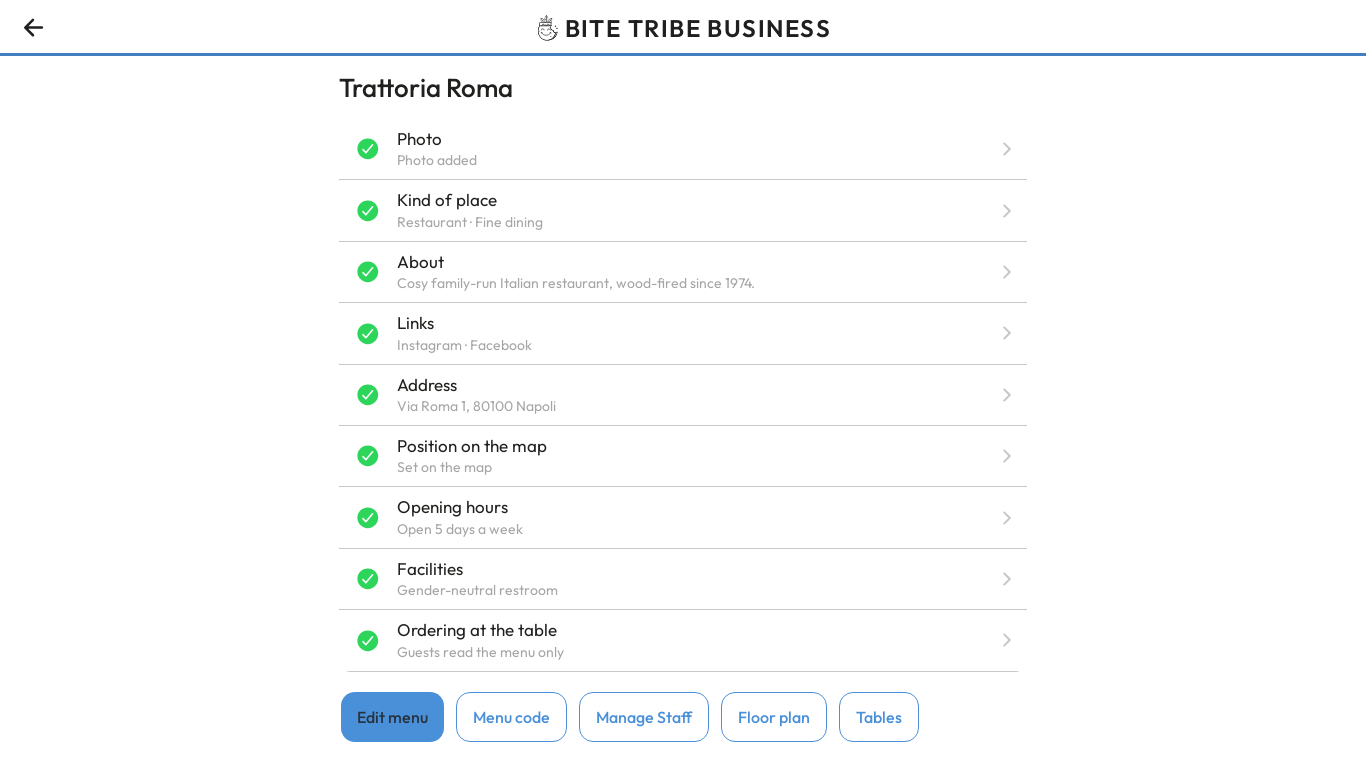 BITE TRIBE BUSINESS
Trattoria Roma
Photo
Photo added
Kind of place
Restaurant · Fine dining
About
Cosy family-run Italian restaurant, wood-fired since 1974.
Links
Instagram · Facebook
Address
Via Roma 1, 80100 Napoli
Position on the map
Set on the map
Opening hours
Open 5 days a week
Facilities
Gender-neutral restroom
Ordering at the table
Guests read the menu only
Edit menu Menu code Manage Staff Floor plan Tables